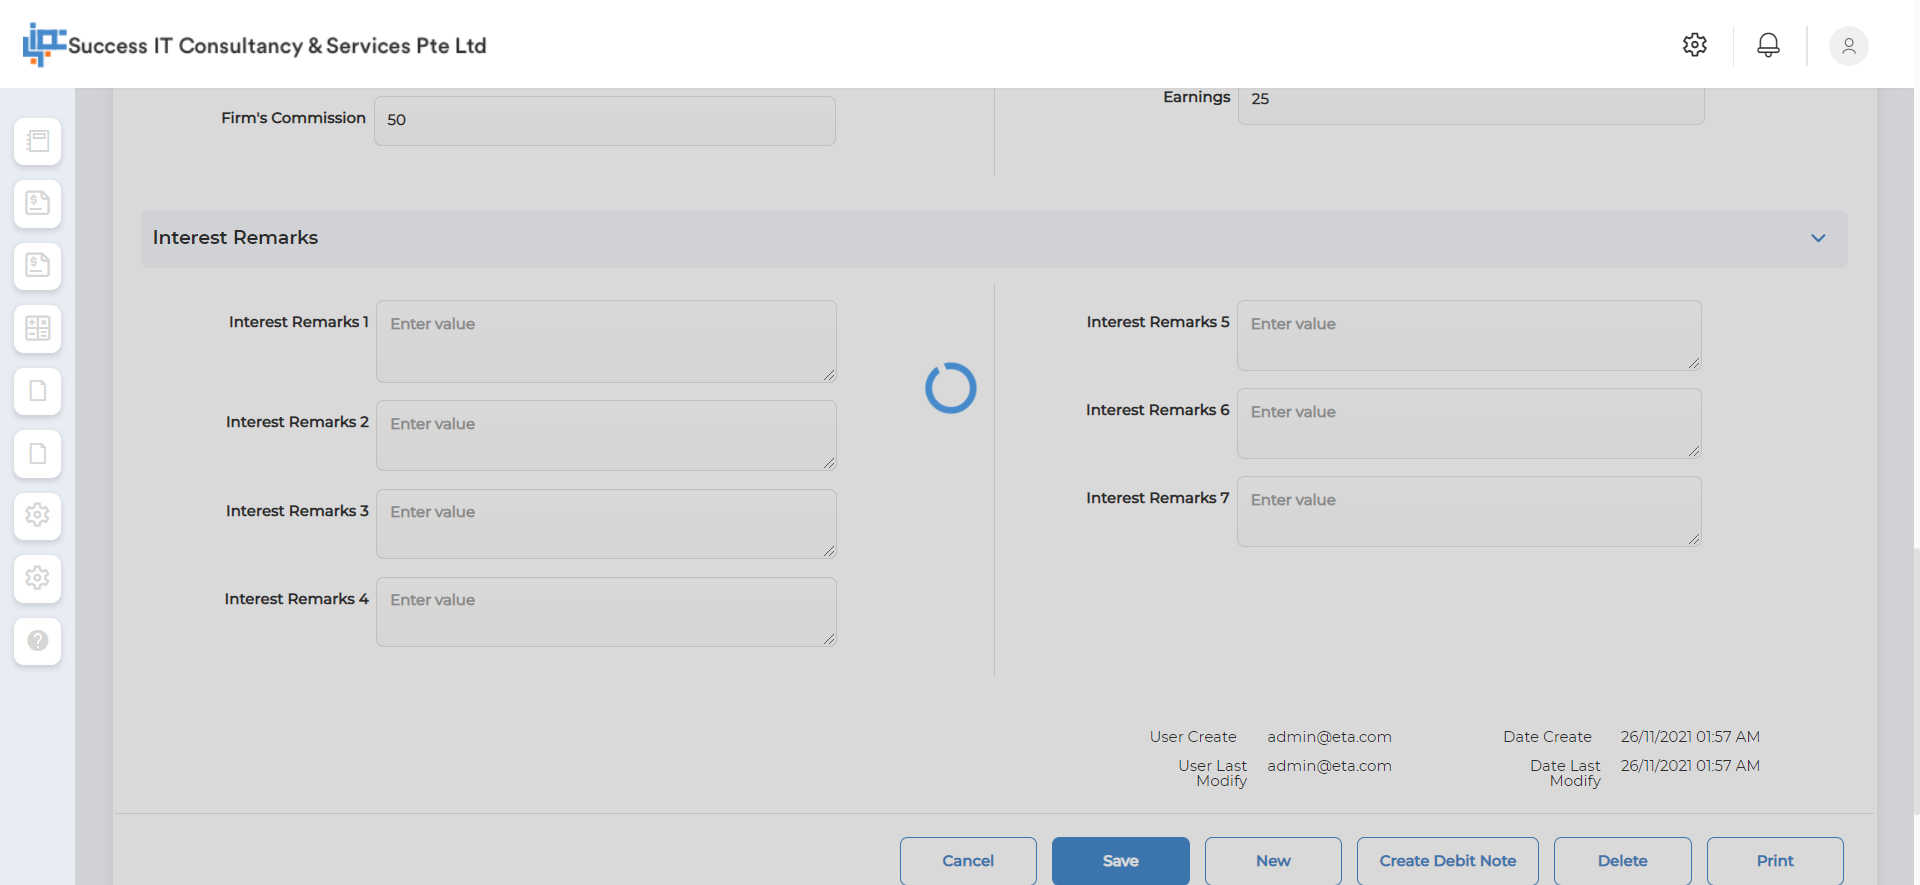 Success IT Consultancy & Services Pte Ltd
Firm's Commission 50
Earnings 25
Interest Remarks
Interest Remarks 1 Enter value
Interest Remarks 2 Enter value
Interest Remarks 3 Enter value
Interest Remarks 4 Enter value
Interest Remarks 5 Enter value
Interest Remarks 6 Enter value
Interest Remarks 7 Enter value
User Create admin@eta.com Date Create 26/11/2021 01:57 AM
User Last Modify admin@eta.com Date Last Modify 26/11/2021 01:57 AM
Cancel Save New Create Debit Note Delete Print